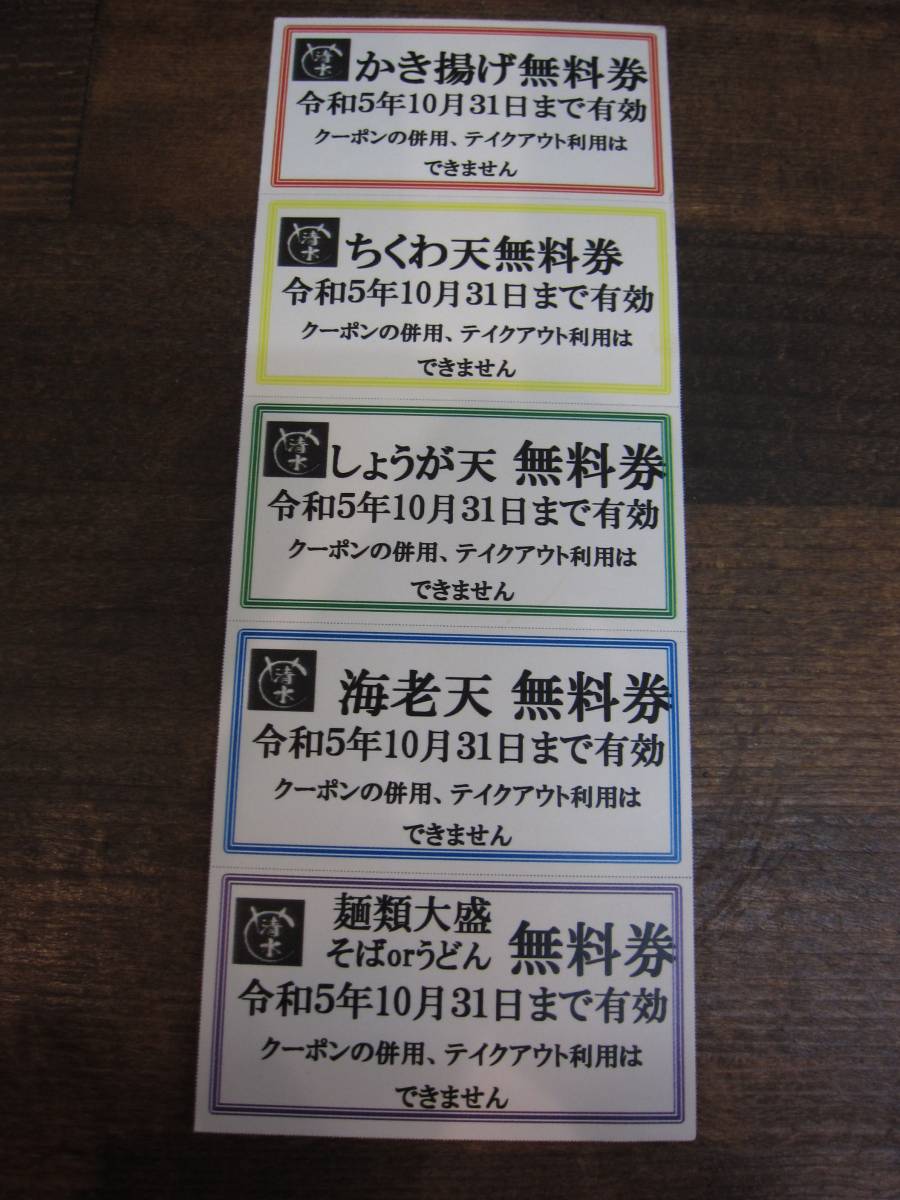 清水
かき揚げ無料券
令和5年10月31日まで有効
クーポンの併用、テイクアウト利用は
できません
清水
ちくわ天無料券
令和5年10月31日まで有効
クーポンの併用、テイクアウト利用は
できません
清水
しょうが天 無料券
令和5年10月31日まで有効
クーポンの併用、テイクアウト利用は
できません
清水
海老天 無料券
令和5年10月31日まで有効
クーポンの併用、テイクアウト利用は
できません
清水
麺類大盛
そばorうどん 無料券
令和5年10月31日まで有効
クーポンの併用、テイクアウト利用は
できません